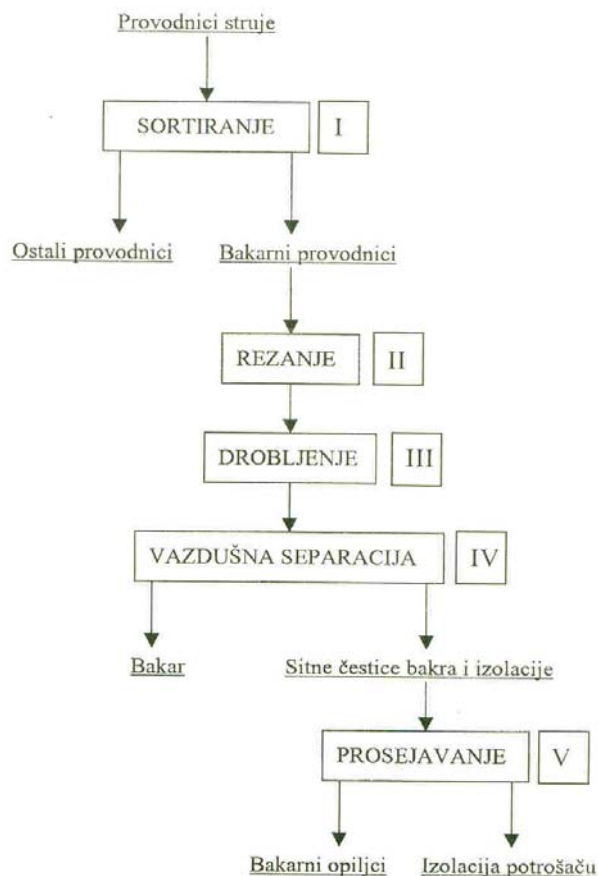 Provodnici struje
SORTIRANJE I
Ostali provodnici Bakarni provodnici
REZANJE II
DROBLJENJE III
VAZDUŠNA SEPARACIJA IV
Bakar Sitne čestice bakra i izolacije
PROSEJAVANJE V
Bakarni opiljci Izolacija potrošaču